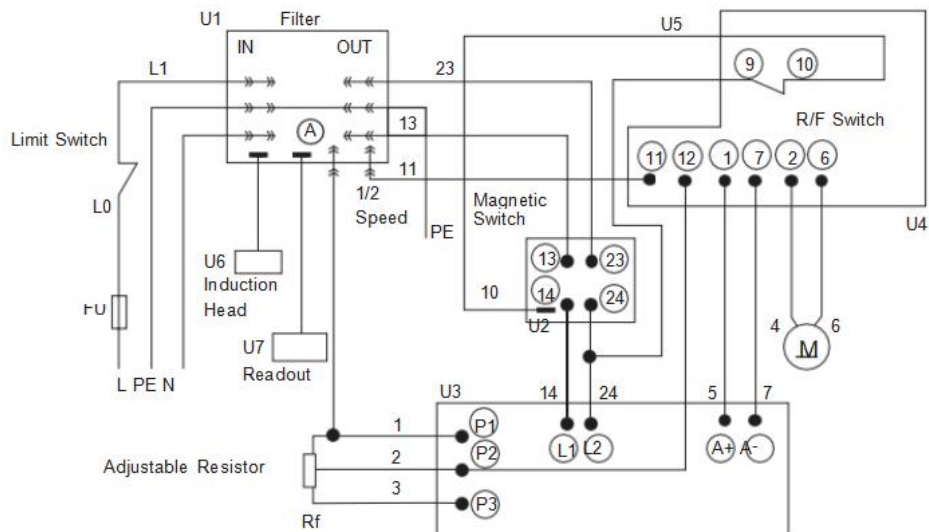 U1 Filter
U5
IN OUT
L1
23
9 10
Limit Switch
A
13
R/F Switch
11 12 1 7 2 6
11
1/2
Speed
Magnetic
Switch
L0
PE
U4
13 23
U6
Induction
Head
10
14 24
U2
4 6
M
U7
Readout
L PE N
U3
14 24 5 7
1
P1
L1 L2
A+ A-
2
P2
Adjustable Resistor
3
P3
Rf